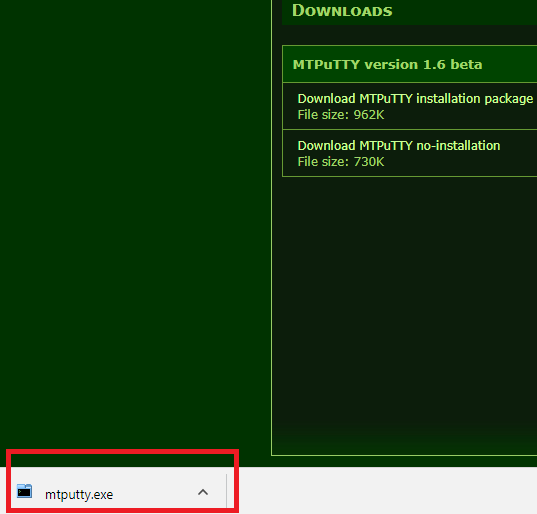 Downloads
MTPuTTY version 1.6 beta
Download MTPuTTY installation package
File size: 962K
Download MTPuTTY no-installation
File size: 730K
mtputty.exe